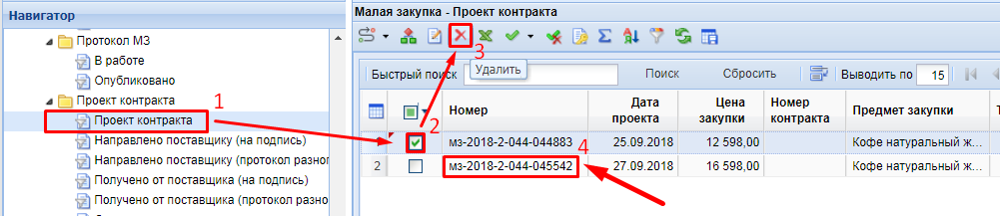 Навигатор
Протокол МЗ
В работе
Опубликовано
Проект контракта
1
Проект контракта
Направлено поставщику (на подпись)
Направлено поставщику (протокол разног
Получено от поставщика (на подпись)
Получено от поставщика (протокол разног
Малая закупка - Проект контракта
3
Удалить
Быстрый поиск
Поиск
Сбросить
Выводить по
15
Номер
Дата проекта
Цена закупки
Номер контракта
Предмет закупки
2
мз-2018-2-044-044883
25.09.2018
12 598,00
Кофе натуральный ж...
4
2
мз-2018-2-044-045542
27.09.2018
16 598,00
Кофе натуральный ж...